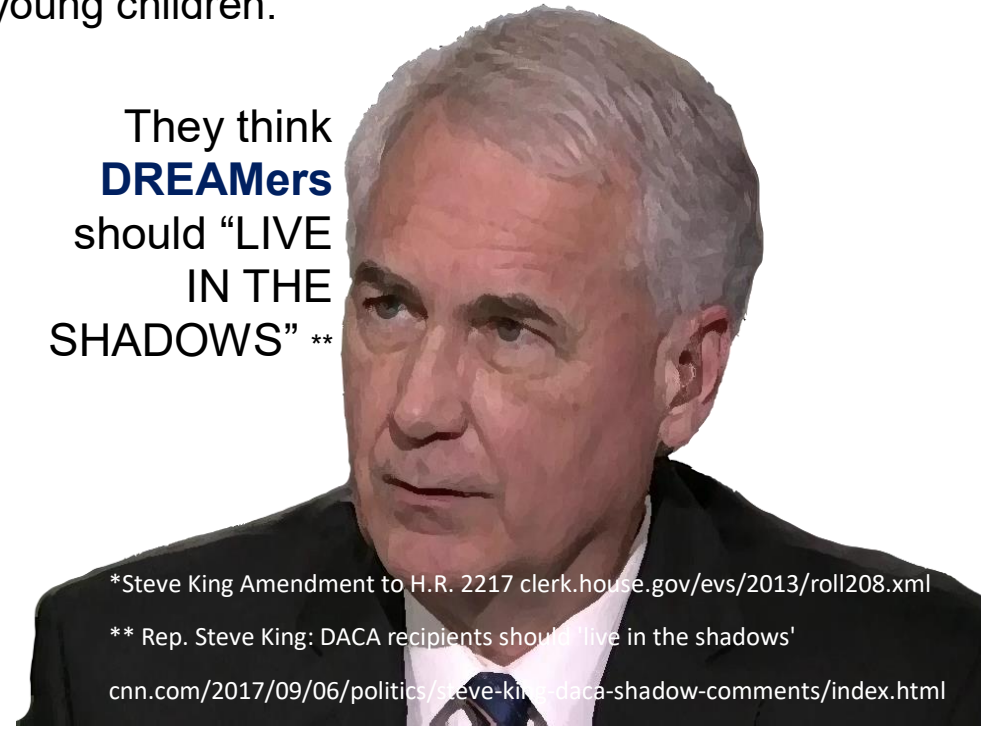 young children.
They think
DREAMers
should “LIVE
IN THE
SHADOWS” **
*Steve King Amendment to H.R. 2217 clerk.house.gov/evs/2013/roll208.xml
** Rep. Steve King: DACA recipients should 'live in the shadows'
cnn.com/2017/09/06/politics/steve-king-daca-shadow-comments/index.html